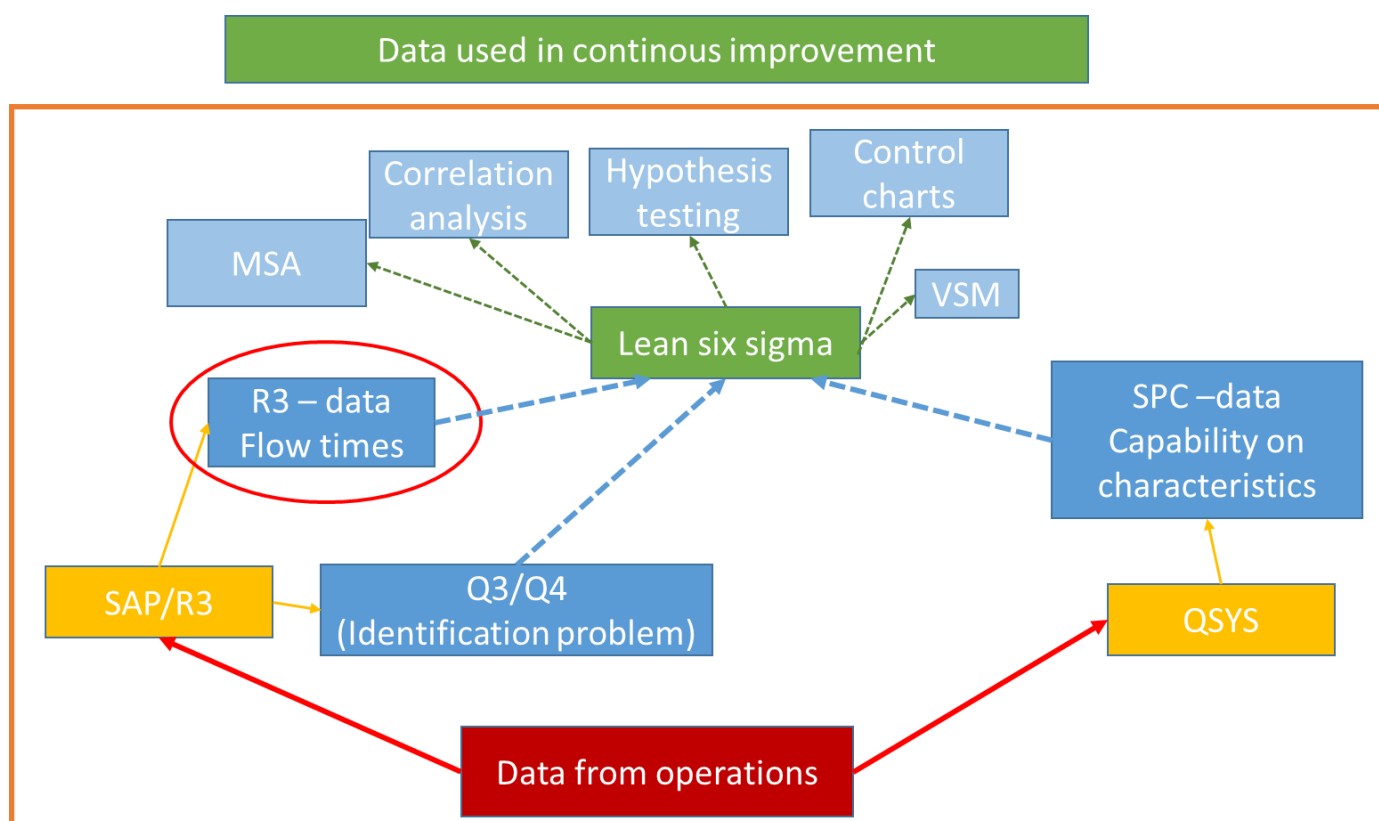 Data used in continous improvement
Control
charts
Correlation
analysis
Hypothesis
testing
MSA
VSM
Lean six sigma
R3 – data
Flow times
SPC –data
Capability on
characteristics
SAP/R3
Q3/Q4
(Identification problem)
QSYS
Data from operations